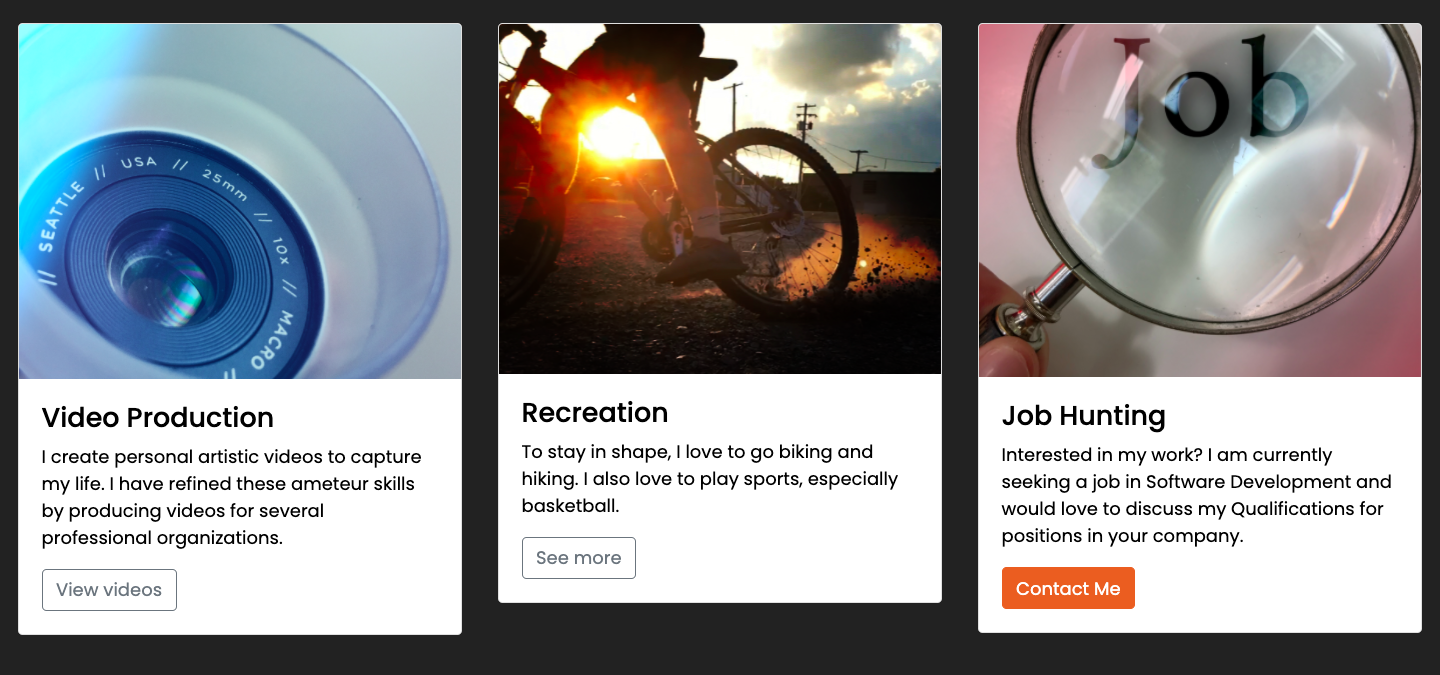 // SEATTLE // USA // 25mm // 10x // MACRO //
Job
Video Production
I create personal artistic videos to capture
my life. I have refined these ameteur skills
by producing videos for several
professional organizations.
View videos
Recreation
To stay in shape, I love to go biking and
hiking. I also love to play sports, especially
basketball.
See more
Job Hunting
Interested in my work? I am currently
seeking a job in Software Development and
would love to discuss my Qualifications for
positions in your company.
Contact Me